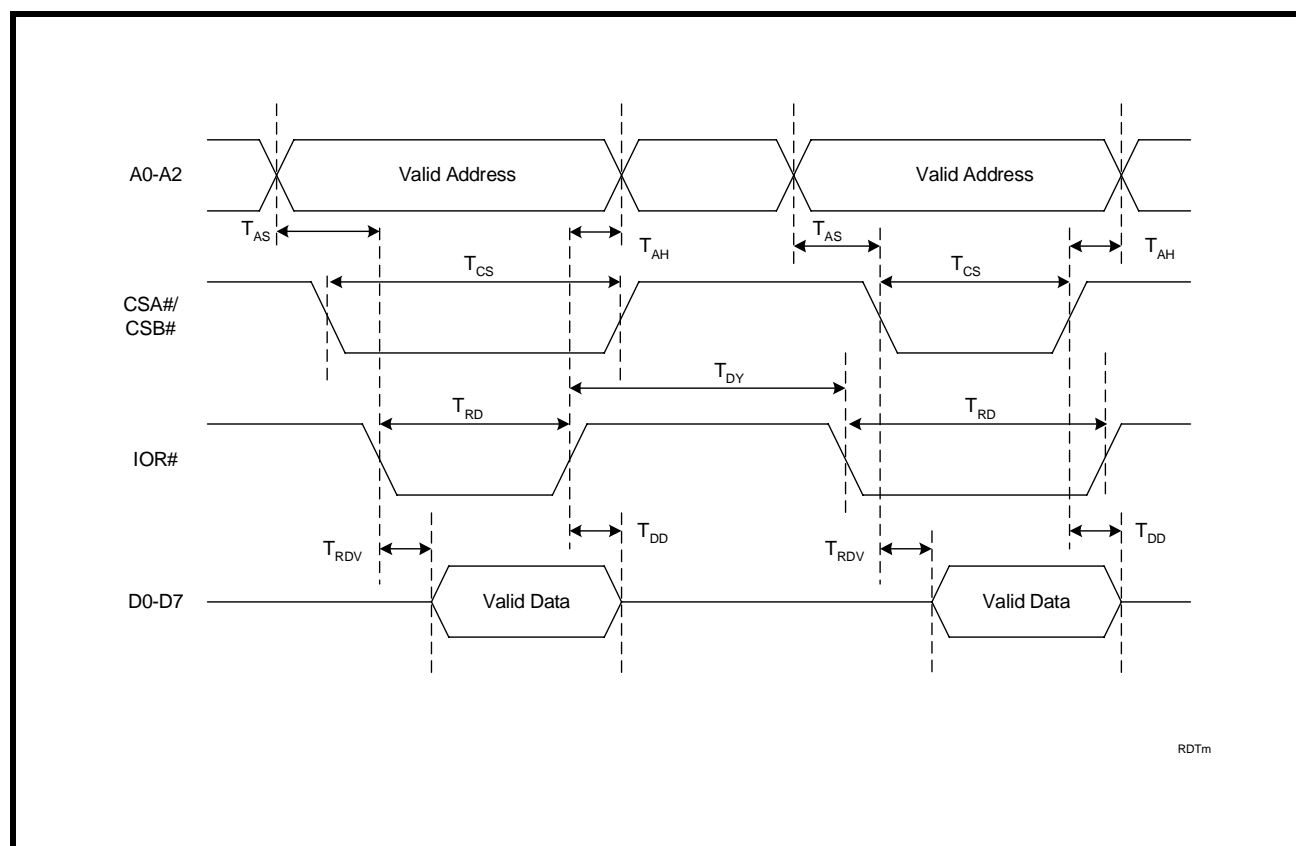 A0-A2
Valid Address
Valid Address
TAS
TAH
TAS
TAH
TCS
TCS
CSA#/
CSB#
TDY
TRD
TRD
IOR#
TRDV
TDD
TRDV
TDD
D0-D7
Valid Data
Valid Data
RDTm